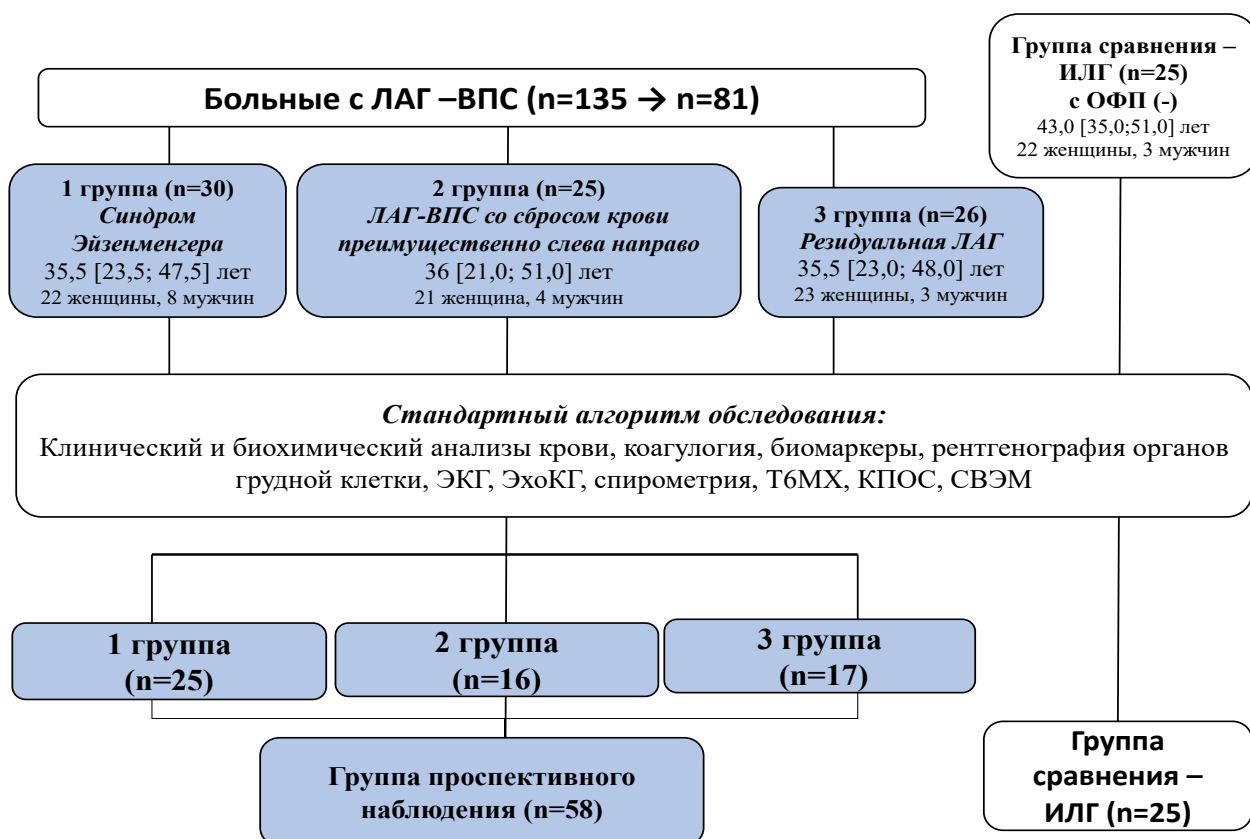 Группа сравнения –
ИЛГ (n=25)
с ОФП (-)
43,0 [35,0;51,0] лет
22 женщины, 3 мужчин
Больные с ЛАГ –ВПС (n=135 → n=81)
1 группа (n=30)
Синдром
Эйзенменгера
35,5 [23,5; 47,5] лет
22 женщины, 8 мужчин
2 группа (n=25)
ЛАГ-ВПС со сбросом крови
преимущественно слева направо
36 [21,0; 51,0] лет
21 женщина, 4 мужчин
3 группа (n=26)
Резидуальная ЛАГ
35,5 [23,0; 48,0] лет
23 женщины, 3 мужчин
Стандартный алгоритм обследования:
Клинический и биохимический анализы крови, коагулогия, биомаркеры, рентгенография органов
грудной клетки, ЭКГ, ЭхоКГ, спирометрия, Т6МХ, КПОС, СВЭМ
1 группа
(n=25)
2 группа
(n=16)
3 группа
(n=17)
Группа проспективного
наблюдения (n=58)
Группа
сравнения –
ИЛГ (n=25)